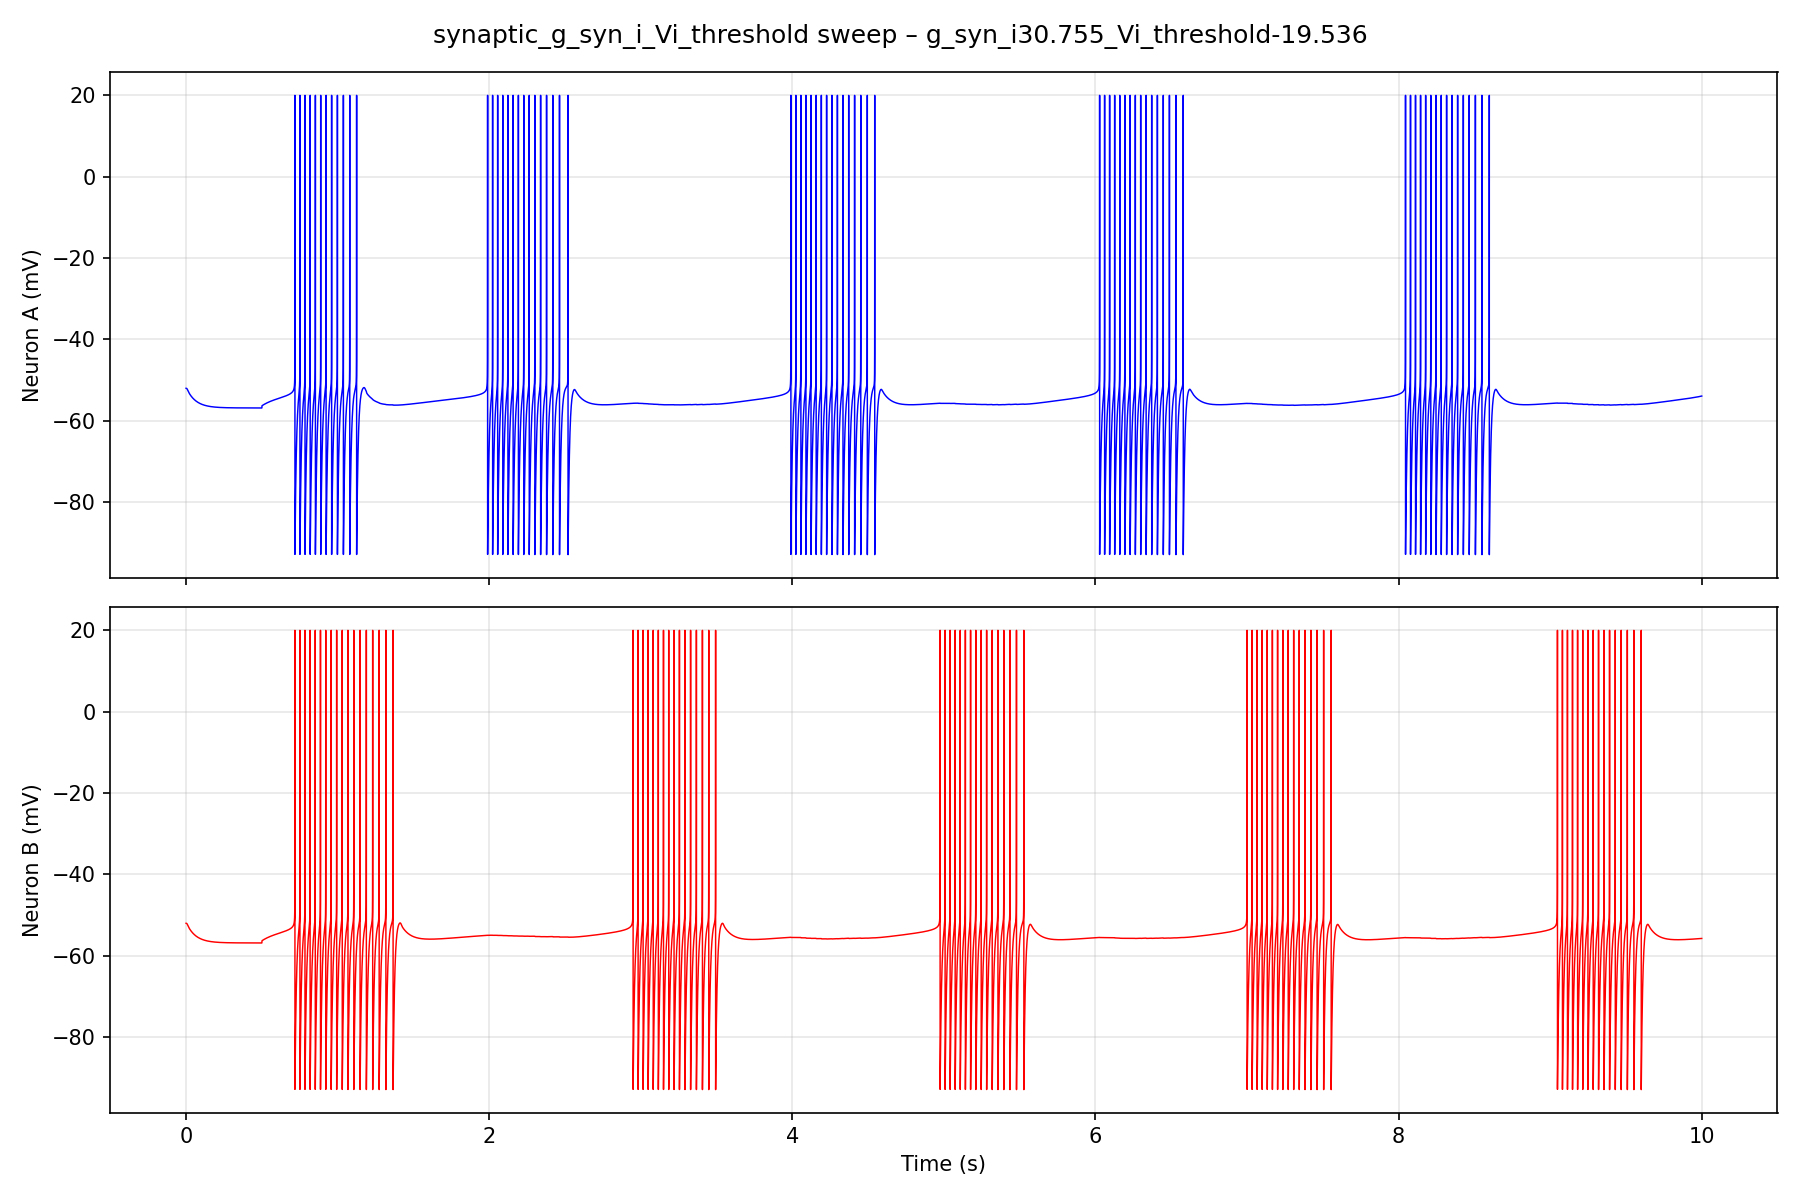 synaptic_g_syn_i_Vi_threshold sweep – g_syn_i30.755_Vi_threshold-19.536
20
0
−20
−40
−60
−80
Neuron A (mV)
20
0
−20
−40
−60
−80
Neuron B (mV)
0 2 4 6 8 10
Time (s)